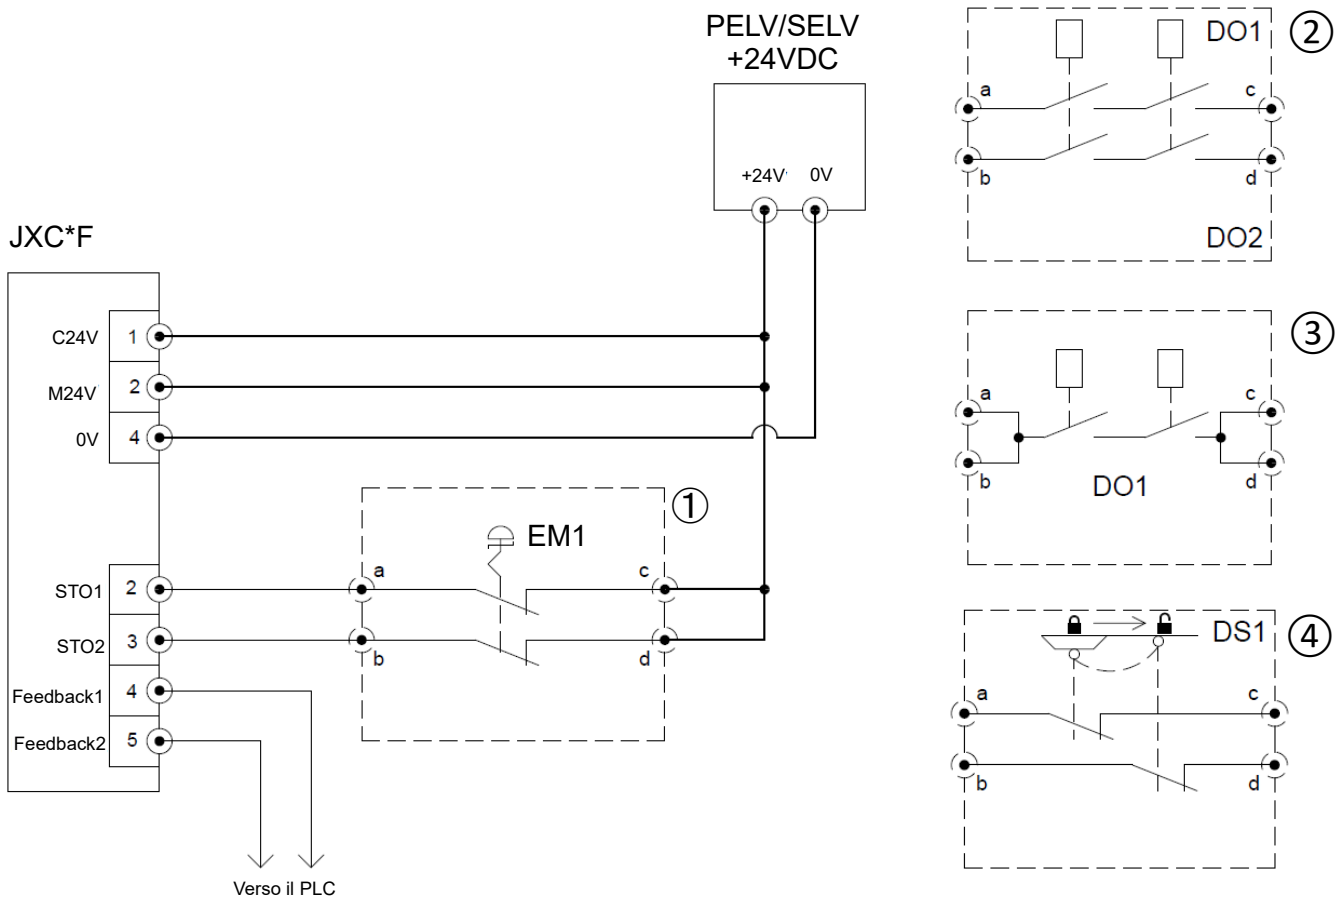 PELV/SELV
+24VDC
+24V 0V
JXC*F
C24V 1
M24V 2
0V 4
STO1 2
STO2 3
Feedback1 4
Feedback2 5
Verso il PLC
①
EM1
a c
b d
②
DO1
a c
b d
DO2
③
a c
b d
DO1
④
DS1
a c
b d